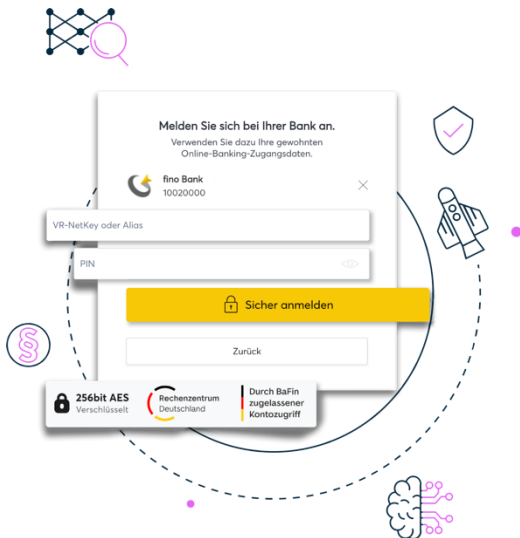 Melden Sie sich bei Ihrer Bank an.
Verwenden Sie dazu Ihre gewohnten
Online-Banking-Zugangsdaten.
fino Bank
10020000
VR-NetKey oder Alias
PIN
Sicher anmelden
Zurück
§
256bit AES
Verschlüsselt
Rechenzentrum
Deutschland
Durch BaFin
zugelassener
Kontozugriff